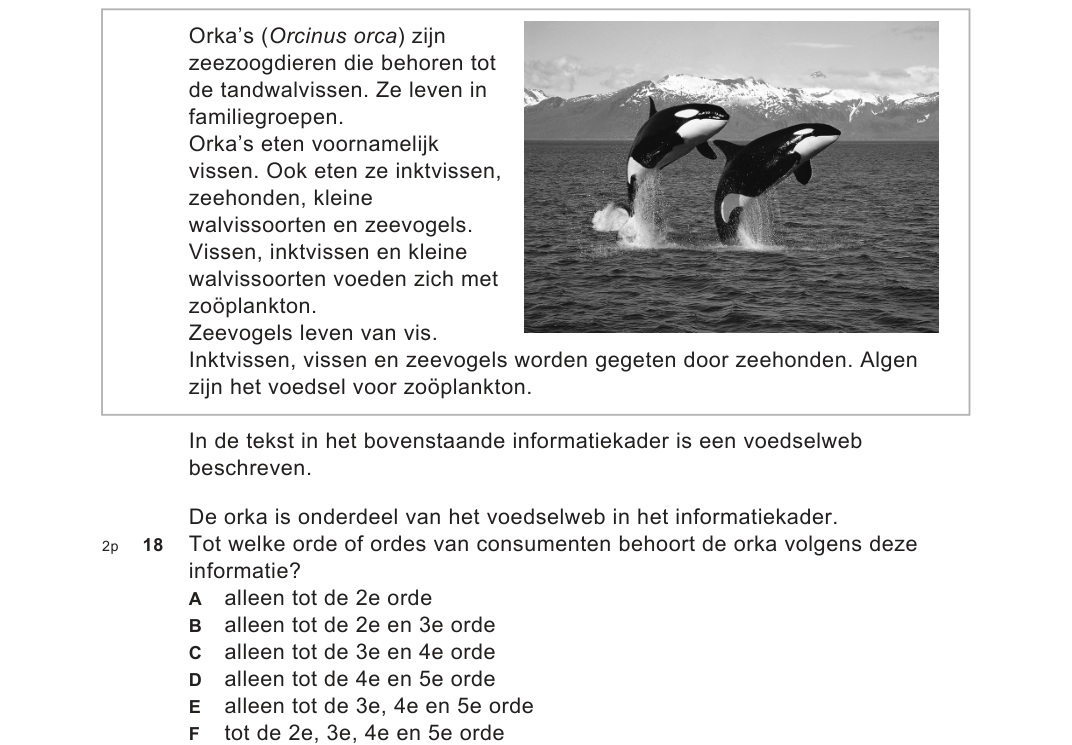 Orka’s (Orcinus orca) zijn
zeezoogdieren die behoren tot
de tandwalvissen. Ze leven in
familiegroepen.
Orka’s eten voornamelijk
vissen. Ook eten ze inktvissen,
zeehonden, kleine
walvissoorten en zeevogels.
Vissen, inktvissen en kleine
walvissoorten voeden zich met
zoöplankton.
Zeevogels leven van vis.
Inktvissen, vissen en zeevogels worden gegeten door zeehonden. Algen
zijn het voedsel voor zoöplankton.
In de tekst in het bovenstaande informatiekader is een voedselweb
beschreven.
De orka is onderdeel van het voedselweb in het informatiekader.
2p 18 Tot welke orde of ordes van consumenten behoort de orka volgens deze
informatie?
A alleen tot de 2e orde
B alleen tot de 2e en 3e orde
C alleen tot de 3e en 4e orde
D alleen tot de 4e en 5e orde
E alleen tot de 3e, 4e en 5e orde
F tot de 2e, 3e, 4e en 5e orde